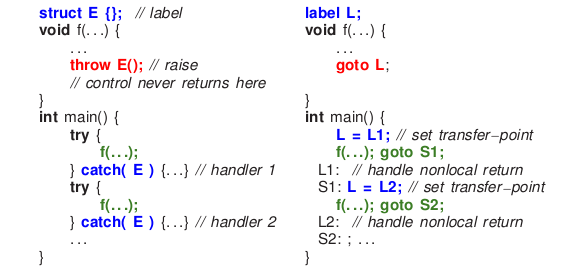 struct E {}; // label
void f(...) {
...
throw E(); // raise
// control never returns here
}
int main() {
try {
f(...);
} catch( E ) {...} // handler 1
try {
f(...);
} catch( E ) {...} // handler 2
...
}
label L;
void f(...) {
...
goto L;
}
int main() {
L = L1; // set transfer−point
f(...); goto S1;
L1: // handle nonlocal return
S1: L = L2; // set transfer−point
f(...); goto S2;
L2: // handle nonlocal return
S2: ; ...
}